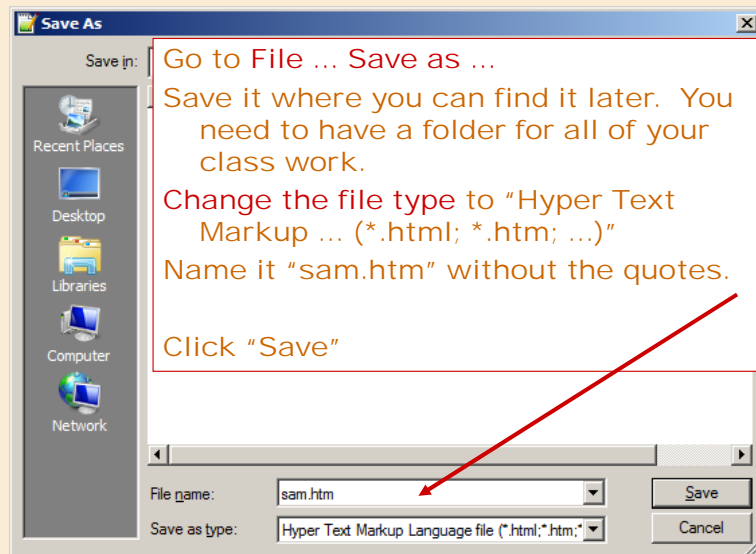 Save As
Save in:
Go to File ... Save as ...
Save it where you can find it later.  You
need to have a folder for all of your
class work.
Change the file type to “Hyper Text
Markup ... (*.html; *.htm; ...)”
Name it “sam.htm” without the quotes.
Click “Save”
Recent Places
Desktop
Libraries
Computer
Network
File name:
sam.htm
Save
Save as type:
Hyper Text Markup Language file (*.html;*.htm;*
Cancel